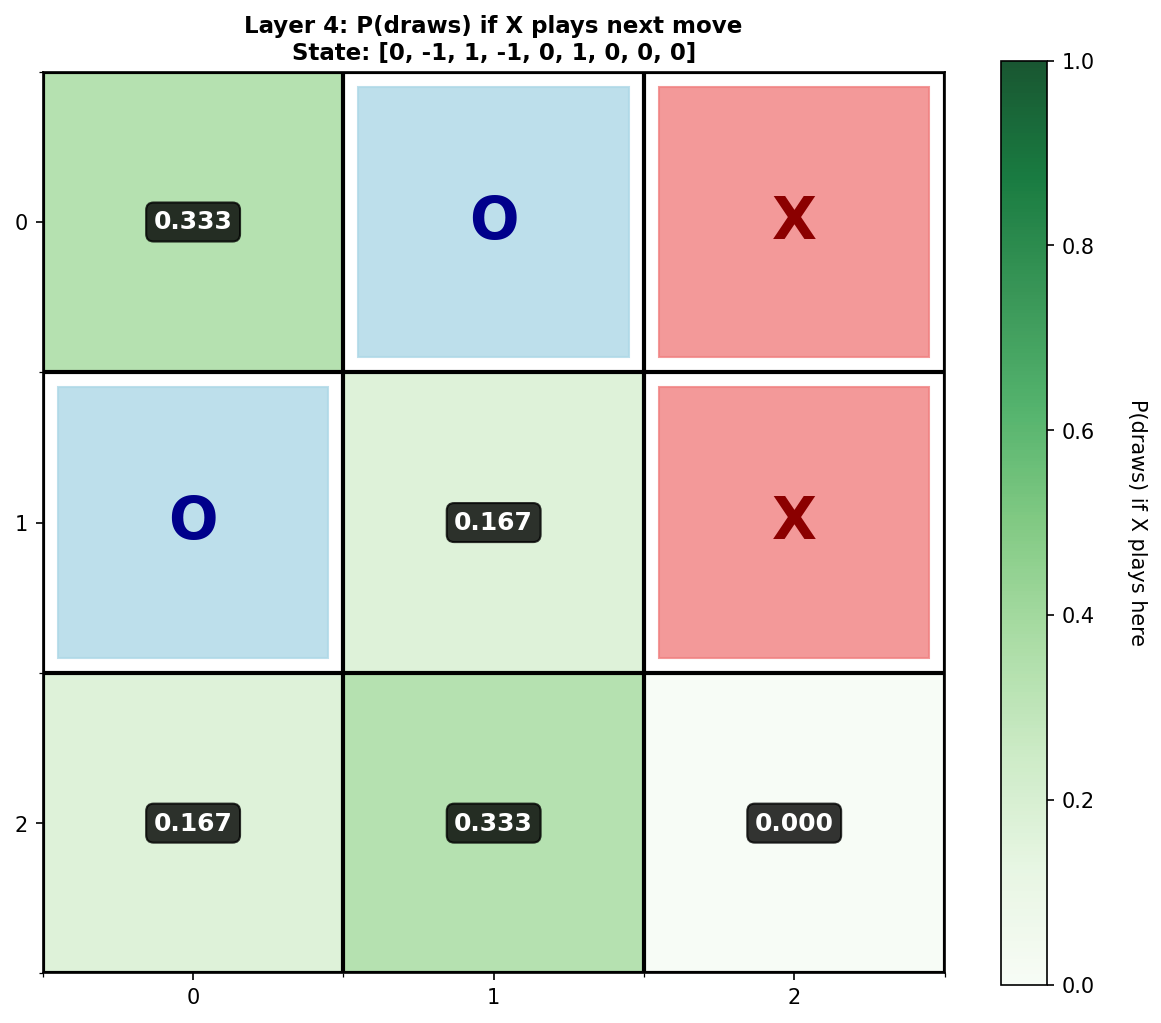 Layer 4: P(draws) if X plays next move
State: [0, -1, 1, -1, 0, 1, 0, 0, 0]
0
0.333
O
X
1
O
0.167
X
2
0.167
0.333
0.000
0
1
2
1.0
0.8
0.6
0.4
0.2
0.0
P(draws) if X plays here